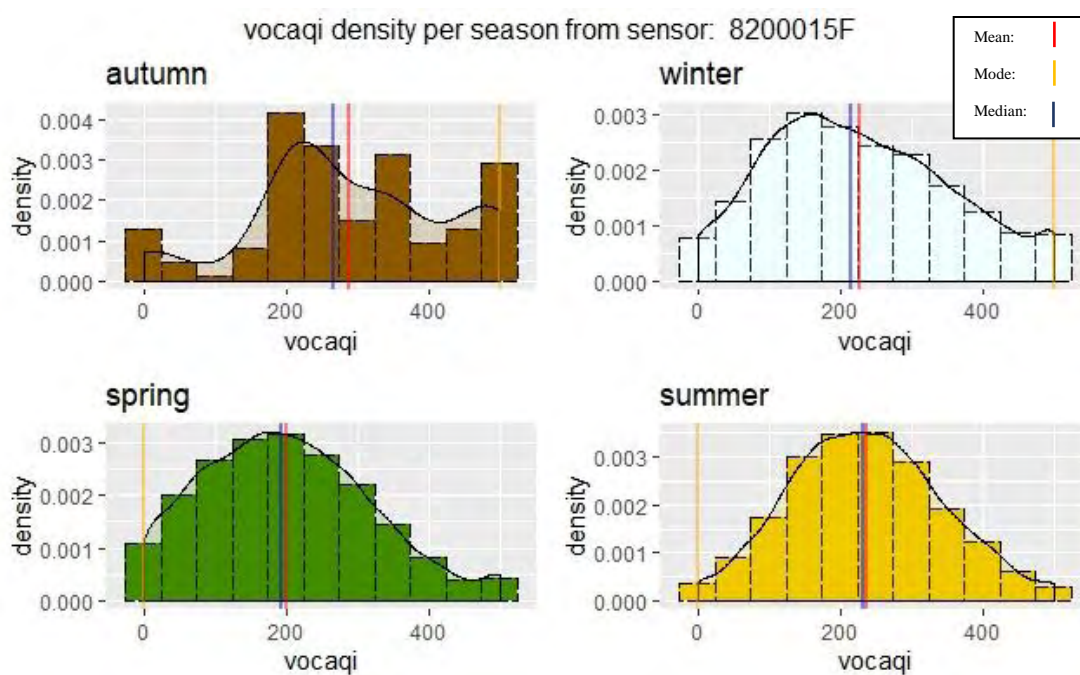 vocaqi density per season from sensor: 8200015F
Mean:
Mode:
Median:
autumn
0.004
0.003
0.002
0.001
0.000
density
0 200 400
vocaqi
winter
0.003
0.002
0.001
0.000
density
0 200 400
vocaqi
spring
0.003
0.002
0.001
0.000
density
0 200 400
vocaqi
summer
0.003
0.002
0.001
0.000
density
0 200 400
vocaqi